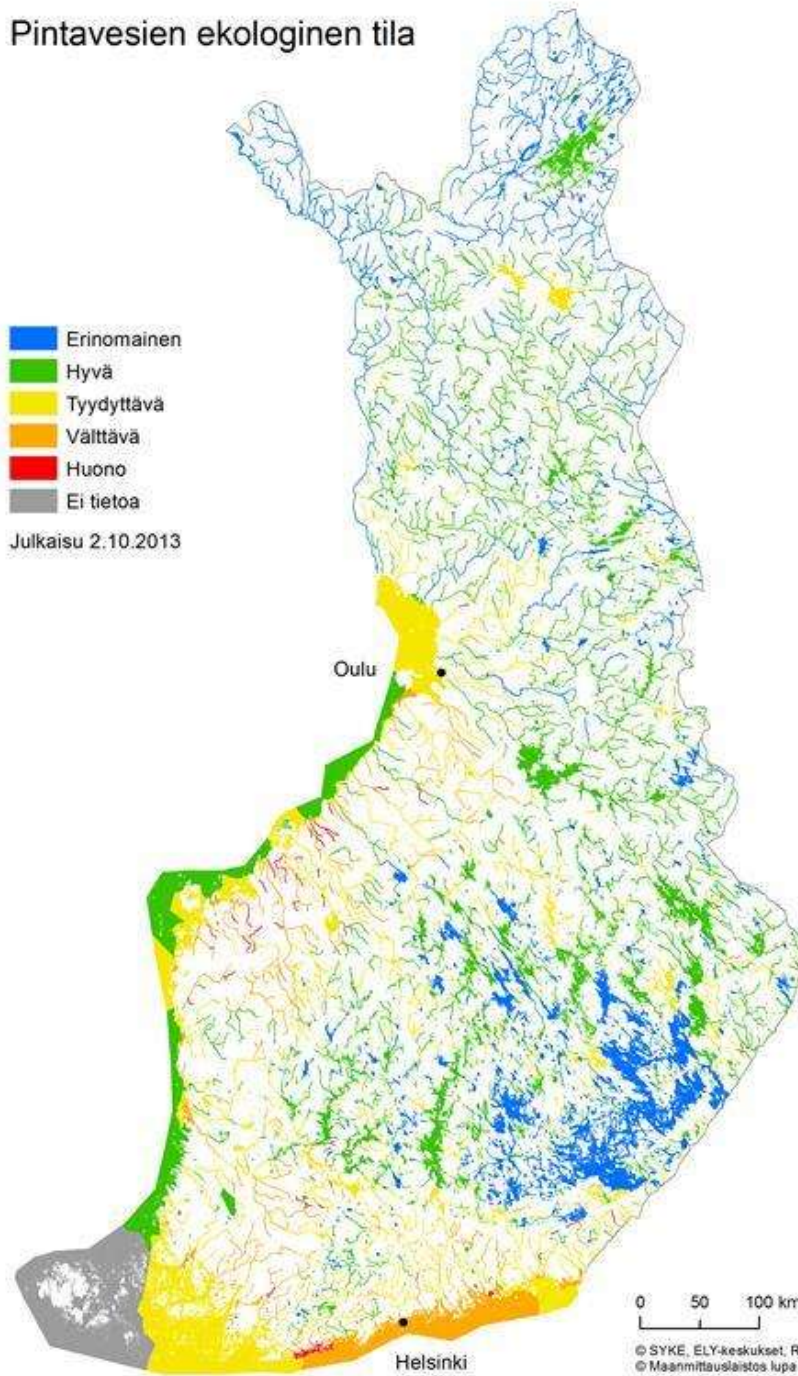 Pintavesien ekologinen tila
Erinomainen
Hyvä
Tyydyttävä
Välttävä
Huono
Ei tietoa
Julkaisu 2.10.2013
Oulu
Helsinki
0 50 100 km
© SYKE, ELY-keskukset, R
© Maanmittauslaitos lupa